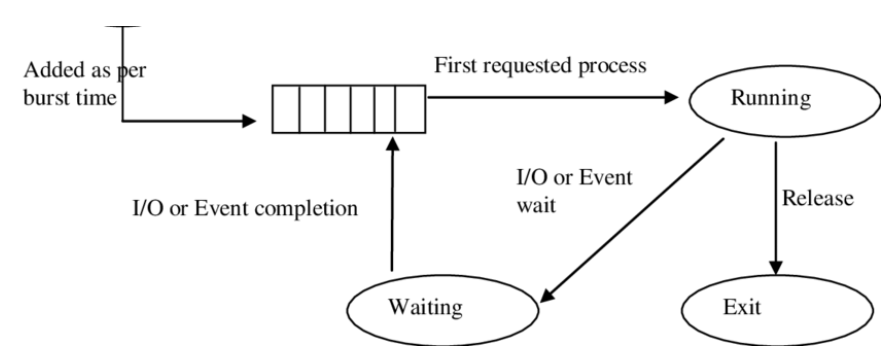 Added as per
burst time
First requested process
Running
I/O or Event
wait
Release
I/O or Event completion
Waiting
Exit